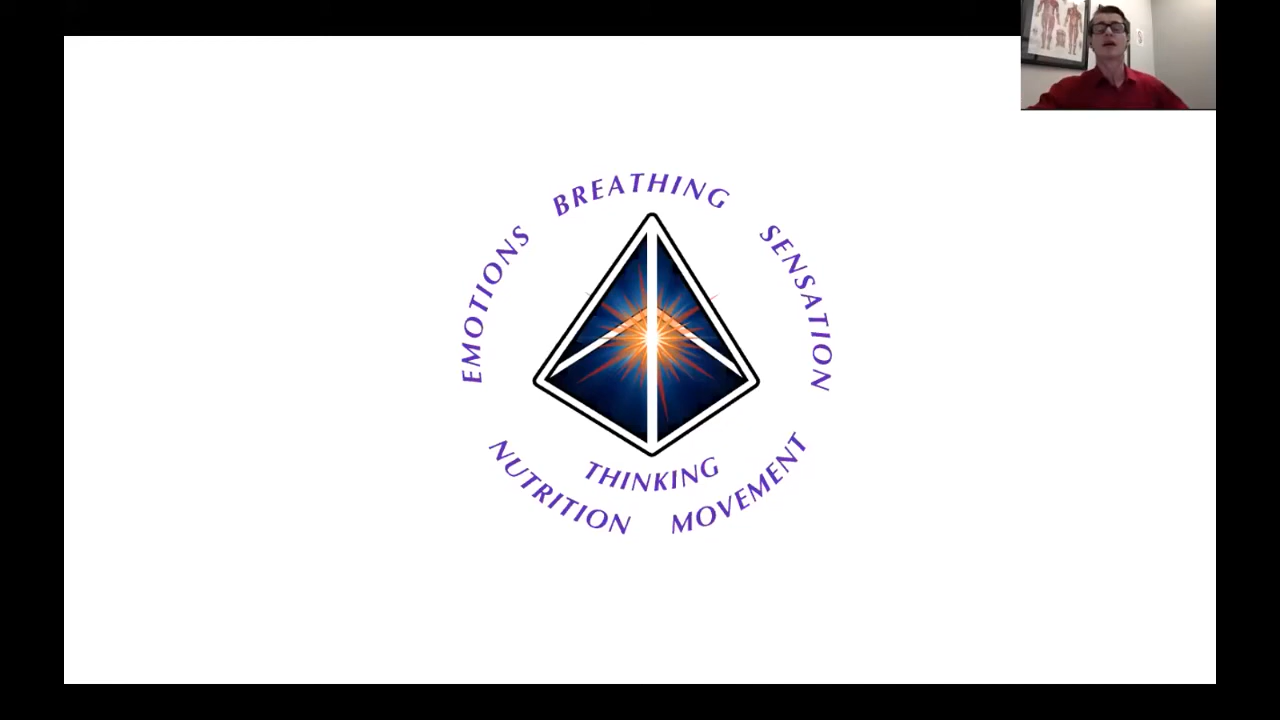 BREATHING
SENSATION
EMOTIONS
THINKING
NUTRITION
MOVEMENT